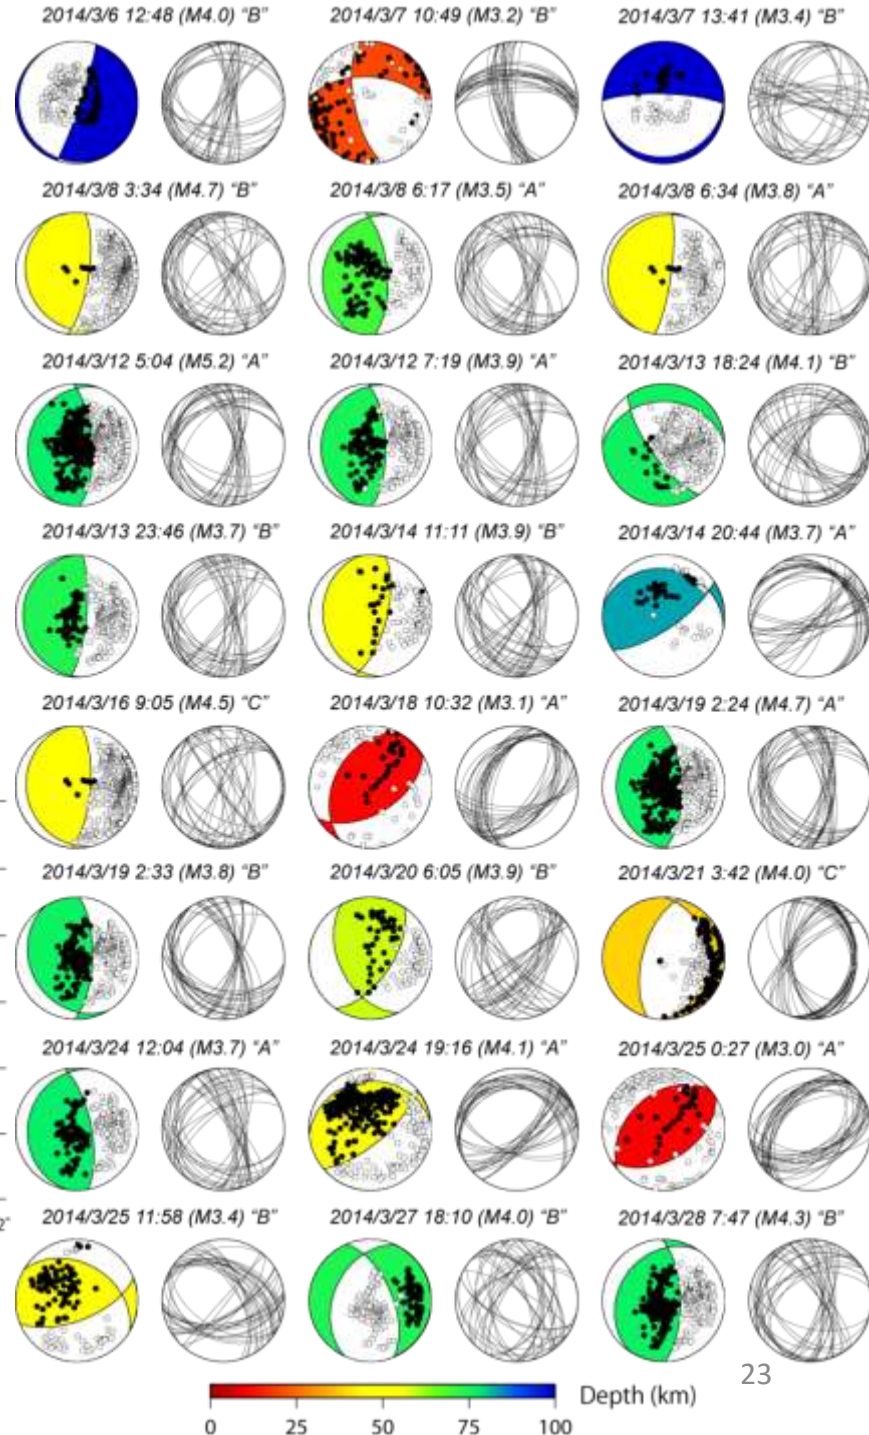 2014/3/6 12:48 (M4.0) “B” 2014/3/7 10:49 (M3.2) “B” 2014/3/7 13:41 (M3.4) “B”
2014/3/8 3:34 (M4.7) “B” 2014/3/8 6:17 (M3.5) “A” 2014/3/8 6:34 (M3.8) “A”
2014/3/12 5:04 (M5.2) “A” 2014/3/12 7:19 (M3.9) “A” 2014/3/13 18:24 (M4.1) “B”
2014/3/13 23:46 (M3.7) “B” 2014/3/14 11:11 (M3.9) “B” 2014/3/14 20:44 (M3.7) “A”
2014/3/16 9:05 (M4.5) “C” 2014/3/18 10:32 (M3.1) “A” 2014/3/19 2:24 (M4.7) “A”
2014/3/19 2:33 (M3.8) “B” 2014/3/20 6:05 (M3.9) “B” 2014/3/21 3:42 (M4.0) “C”
2014/3/24 12:04 (M3.7) “A” 2014/3/24 19:16 (M4.1) “A” 2014/3/25 0:27 (M3.0) “A”
2° 2014/3/25 11:58 (M3.4) “B” 2014/3/27 18:10 (M4.0) “B” 2014/3/28 7:47 (M4.3) “B”
23
Depth (km)
0 25 50 75 100